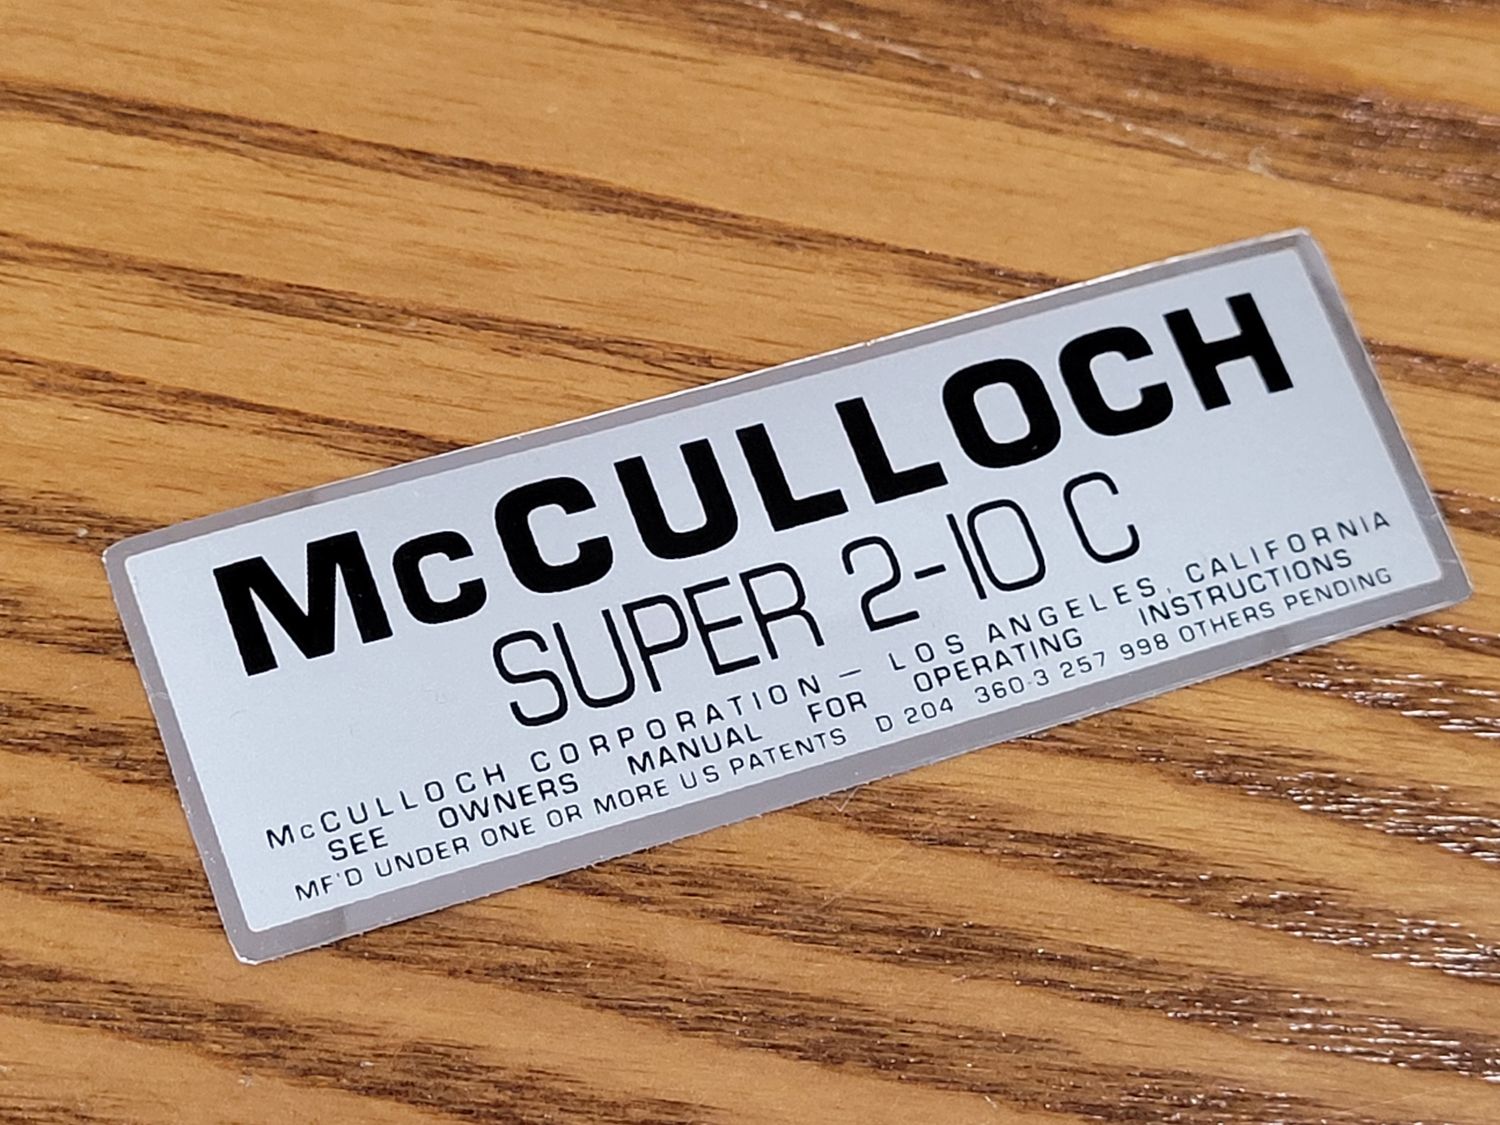 McCULLOCH
SUPER 2-10 C
McCULLOCH CORPORATION — LOS ANGELES, CALIFORNIA
SEE OWNERS MANUAL FOR OPERATING INSTRUCTIONS
MF'D UNDER ONE OR MORE US PATENTS D 204 360-3 257 998 OTHERS PENDING